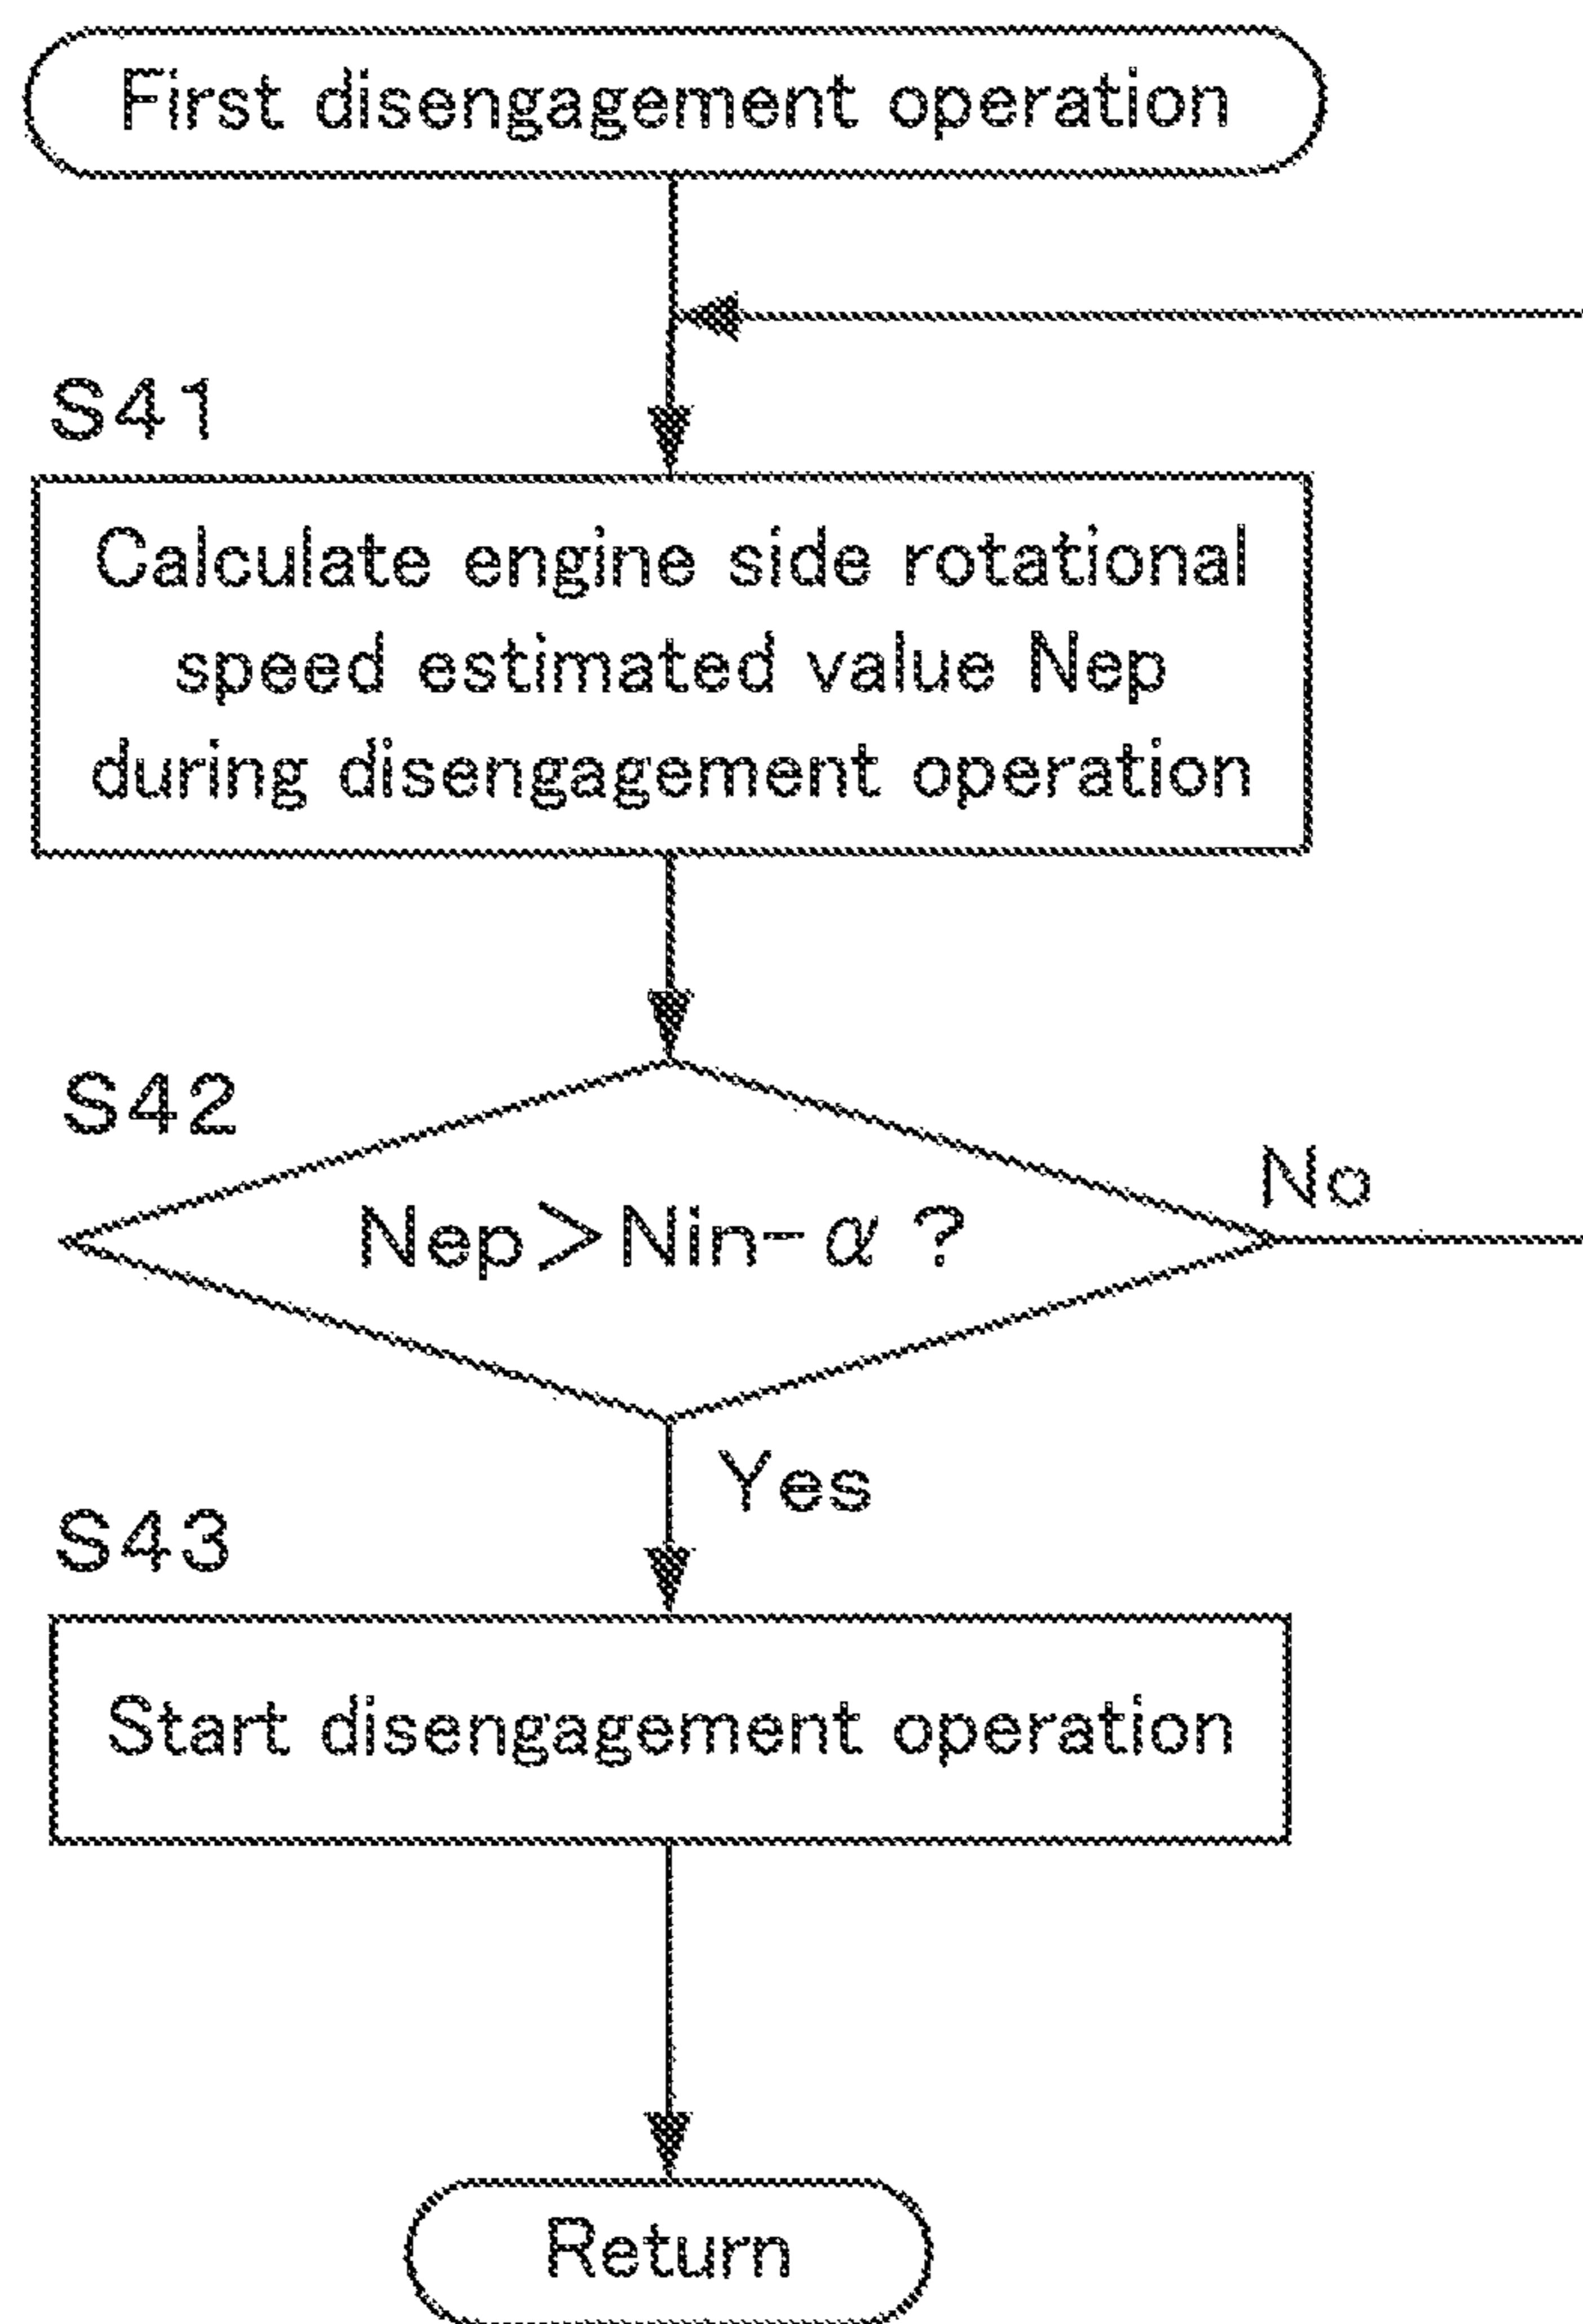 First disengagement operation
S41
Calculate engine side rotational
speed estimated value Nep
during disengagement operation
S42
Nep>Nin-α ?
No
Yes
S43
Start disengagement operation
Return